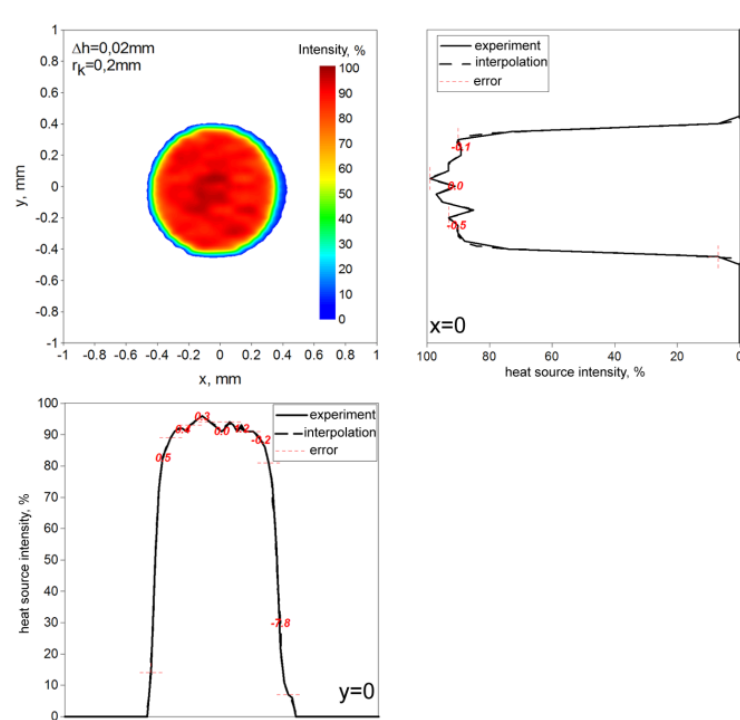 Δh=0,02mm
rk=0,2mm
Intensity, %
100
90
80
70
60
50
40
30
20
10
0
1
0.8
0.6
0.4
0.2
0
-0.2
-0.4
-0.6
-0.8
-1
y, mm
-1 -0.8 -0.6 -0.4 -0.2 0 0.2 0.4 0.6 0.8 1
x, mm
experiment
interpolation
error
-0.1
0.0
-0.5
x=0
100 80 60 40 20 0
heat source intensity, %
100
90
80
70
60
50
40
30
20
10
0
heat source intensity, %
experiment
interpolation
error
0.5
0.3
0.0
-0.2
-7.8
y=0